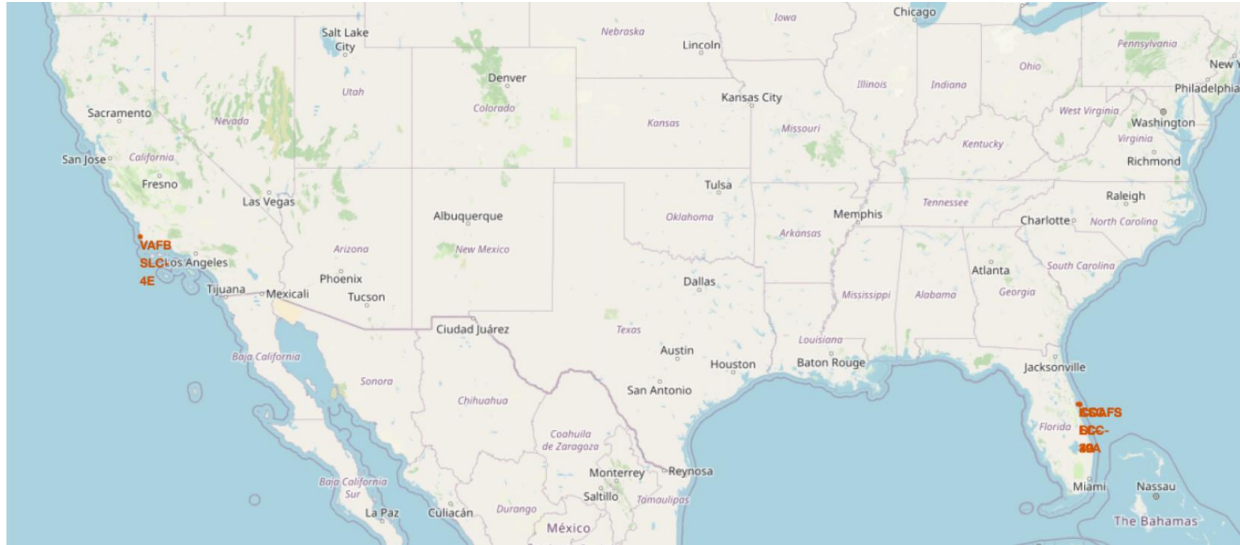 Iowa
Chicago
Nebraska
Salt Lake
City
Lincoln
Pennsylvania
Ohio
New Y
Illinois
Indiana
Denver
Utah
Philadelphia
Kansas City
Colorado
Sacramento
Nevada
West Virginia
Washington
Kansas
Missouri
Virginia
Kentucky
San Jose
California
Richmond
Fresno
Tulsa
Las Vegas
Raleigh
Tennessee
Albuquerque
Oklahoma
Memphis
Charlotte
North Carolina
Arkansas
VAFB
SLC-
4E
Los Angeles
Arizona
New Mexico
South Carolina
Atlanta
Phoenix
Dallas
Tijuana
Mexicali
Tucson
Mississippi
Alabama
Georgia
Ciudad Juárez
Texas
Louisiana
Baja California
Austin
Baton Rouge
Houston
Jacksonville
Sonora
San Antonio
Chihuahua
Florida
Coahuila
de Zaragoza
Monterrey
Reynosa
Baja California
Sur
Saltillo
Tamaulipas
Miami
Nassau
La Paz
Culiacán
Durango
México
The Bahamas